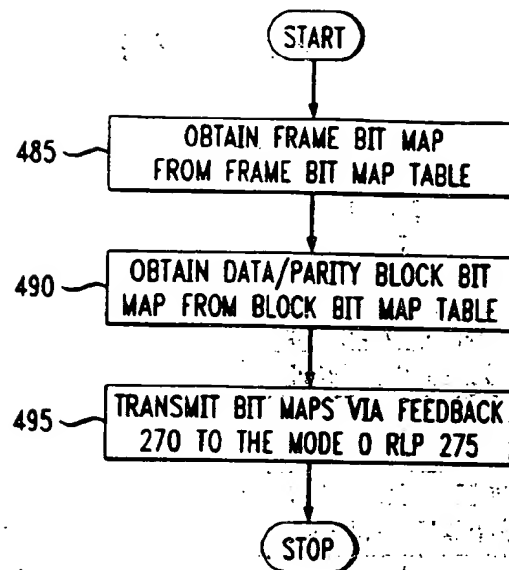 START
485
OBTAIN FRAME BIT MAP
FROM FRAME BIT MAP TABLE
490
OBTAIN DATA/PARITY BLOCK BIT
MAP FROM BLOCK BIT MAP TABLE
495
TRANSMIT BIT MAPS VIA FEEDBACK
270 TO THE MODE 0 RLP 275
STOP